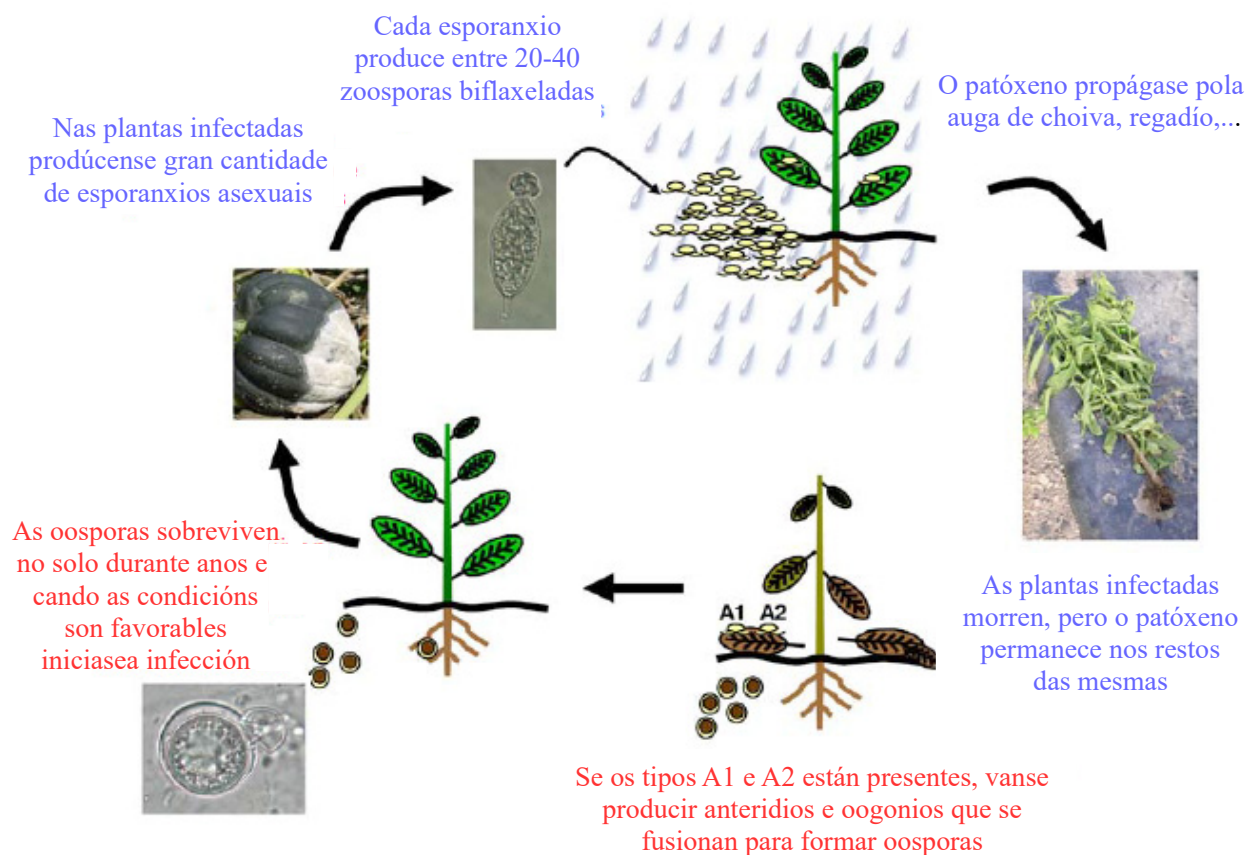 Cada esporanxio
produce entre 20-40
zoosporas biflaxeladas
s
O patóxeno propágase pola
auga de choiva, regadío,...
Nas plantas infectadas
prodúcense gran cantidade
de esporanxios asexuais
As oosporas sobreviven.
no solo durante anos e
cando as condicións
son favorables
iniciasea infección
A1 A2
As plantas infectadas
morren, pero o patóxeno
permanece nos restos
das mesmas
Se os tipos A1 e A2 están presentes, vanse
producir anteridios e oogonios que se
fusionan para formar oosporas